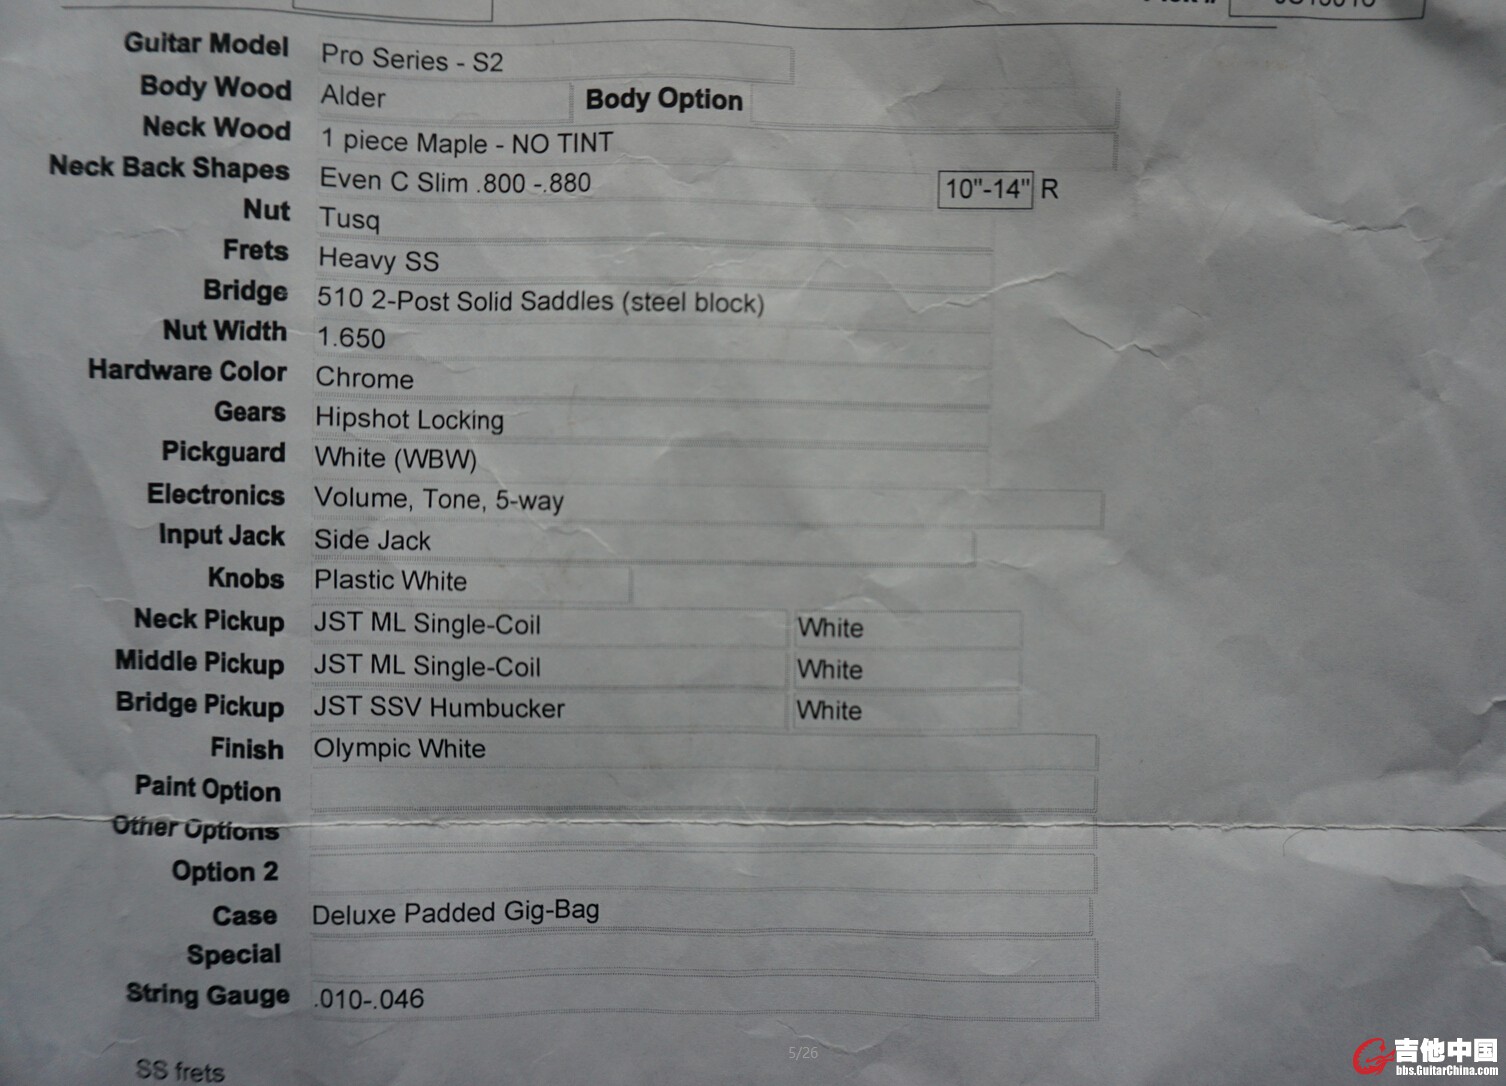 Guitar Model Pro Series - S2
Body Wood Alder Body Option
Neck Wood 1 piece Maple - NO TINT
Neck Back Shapes Even C Slim .800 -.880 10"-14" R
Nut Tusq
Frets Heavy SS
Bridge 510 2-Post Solid Saddles (steel block)
Nut Width 1.650
Hardware Color Chrome
Gears Hipshot Locking
Pickguard White (WBW)
Electronics Volume, Tone, 5-way
Input Jack Side Jack
Knobs Plastic White
Neck Pickup JST ML Single-Coil White
Middle Pickup JST ML Single-Coil White
Bridge Pickup JST SSV Humbucker White
Finish Olympic White
Paint Option
Other Options
Option 2
Case Deluxe Padded Gig-Bag
Special
String Gauge .010-.046
SS frets
5/26
吉他中国
bbs.GuitarChina.com